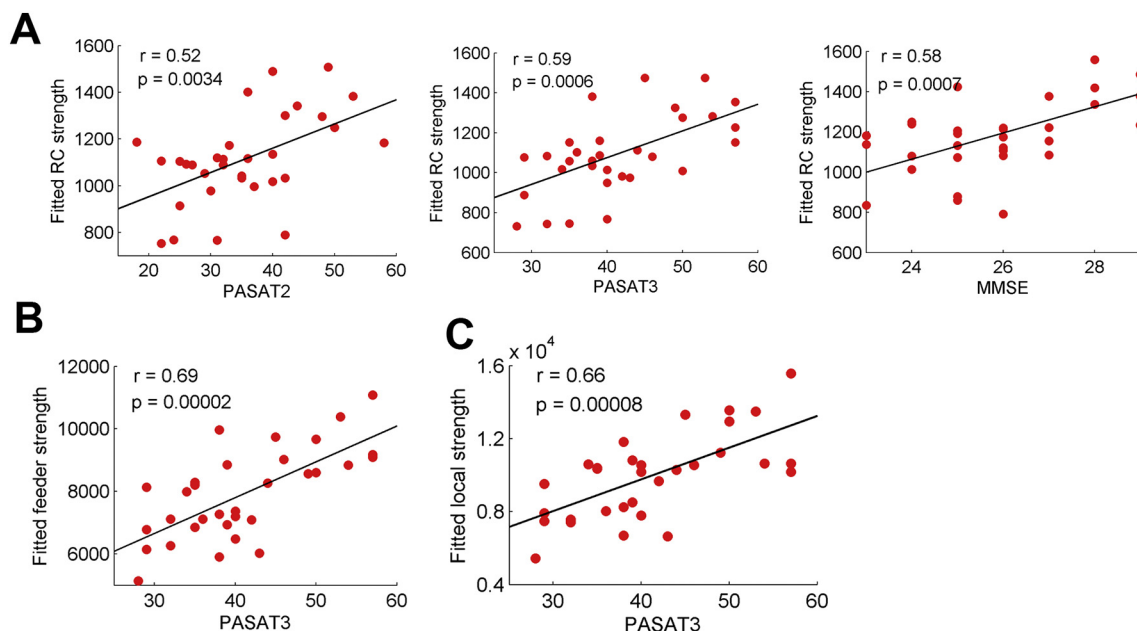 A
r = 0.52
p = 0.0034
1600
1400
1200
1000
800
20 30 40 50 60
PASAT2
Fitted RC strength
r = 0.59
p = 0.0006
1600
1400
1200
1000
800
600
30 40 50 60
PASAT3
Fitted RC strength
r = 0.58
p = 0.0007
1600
1400
1200
1000
800
600
24 26 28
MMSE
Fitted RC strength
B
r = 0.69
p = 0.00002
12000
10000
8000
6000
30 40 50 60
PASAT3
Fitted feeder strength
C
x 10^4
r = 0.66
p = 0.00008
1.6
1.2
0.8
0.4
30 40 50 60
PASAT3
Fitted local strength